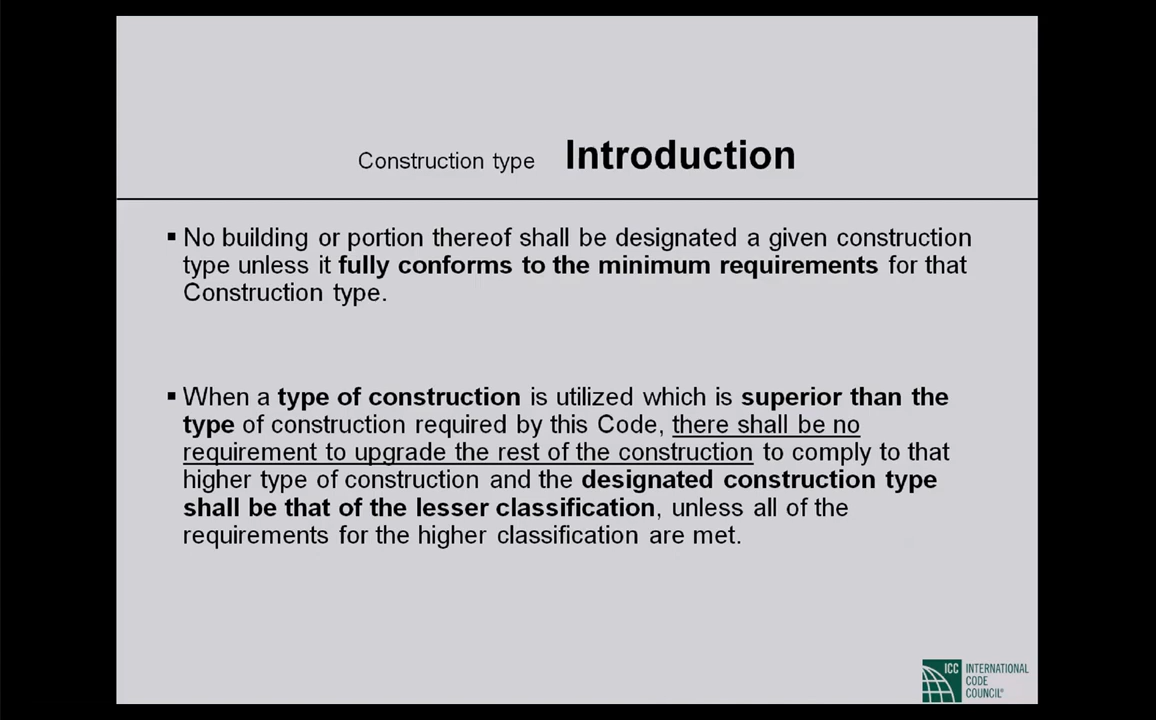 Construction type Introduction
▪ No building or portion thereof shall be designated a given construction
type unless it fully conforms to the minimum requirements for that
Construction type.
▪ When a type of construction is utilized which is superior than the
type of construction required by this Code, there shall be no
requirement to upgrade the rest of the construction to comply to that
higher type of construction and the designated construction type
shall be that of the lesser classification, unless all of the
requirements for the higher classification are met.
ICC INTERNATIONAL
CODE
COUNCIL®